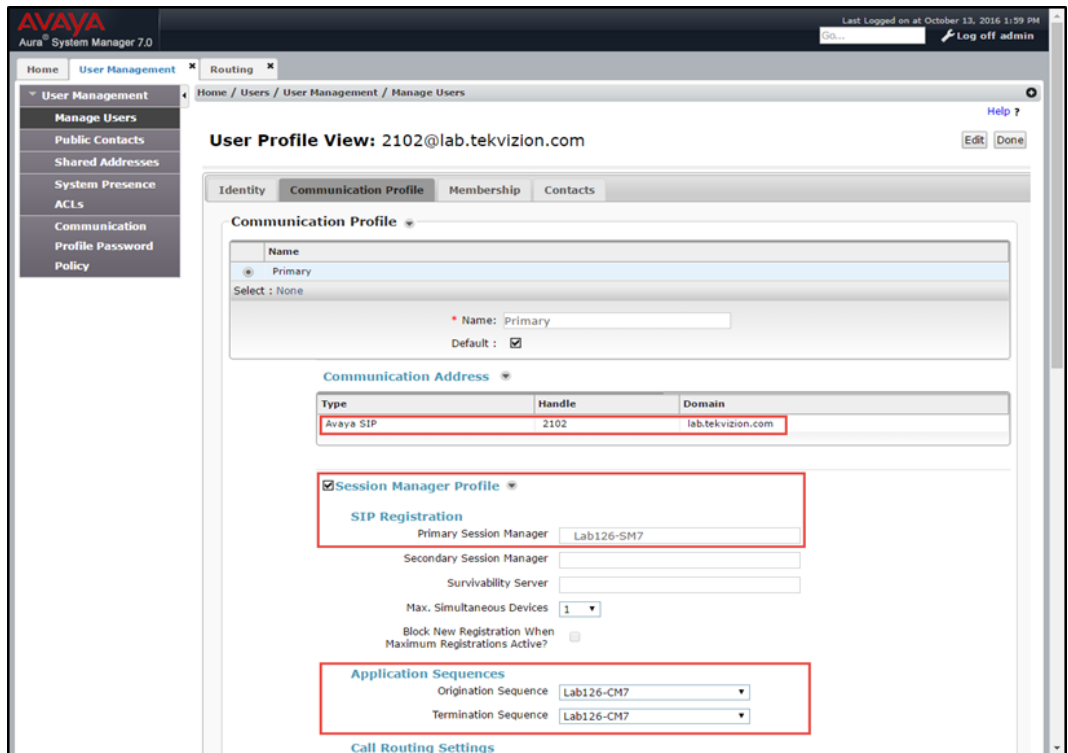 AVAYA
Aura® System Manager 7.0
Last Logged on at October 13, 2016 1:59 PM
Go...
Log off admin
Home
User Management ×
Routing ×
User Management
Manage Users
Public Contacts
Shared Addresses
System Presence
ACLs
Communication
Profile Password
Policy
Home / Users / User Management / Manage Users
Help ?
User Profile View: 2102@lab.tekvizion.com
Edit Done
Identity
Communication Profile
Membership
Contacts
Communication Profile
Name
Primary
Select : None
* Name: Primary
Default :
Communication Address
Type Handle Domain
Avaya SIP 2102 lab.tekvizion.com
Session Manager Profile
SIP Registration
Primary Session Manager Lab126-SM7
Secondary Session Manager
Survivability Server
Max. Simultaneous Devices 1
Block New Registration When
Maximum Registrations Active?
Application Sequences
Origination Sequence Lab126-CM7
Termination Sequence Lab126-CM7
Call Routing Settings